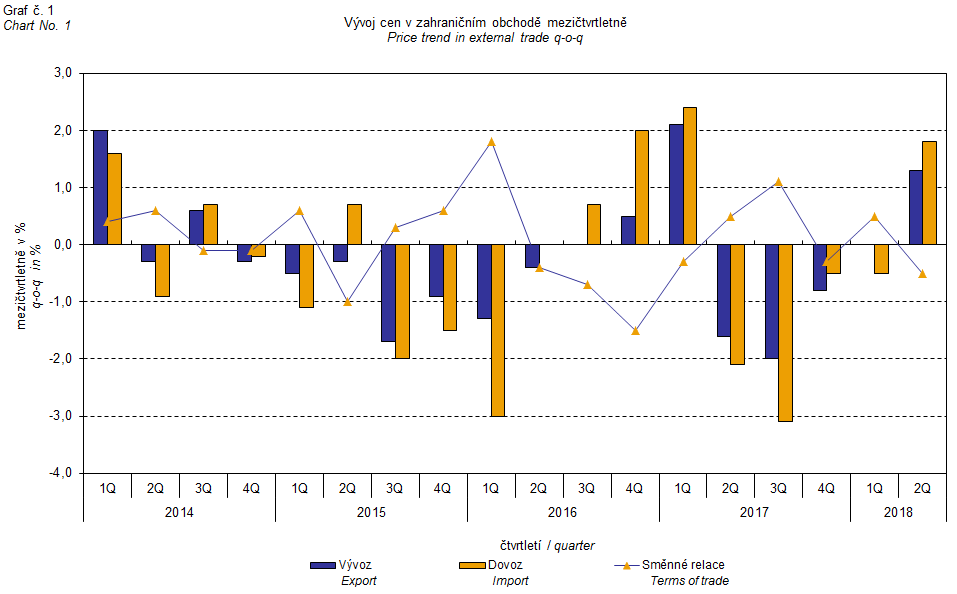 Graf č. 1
Chart No. 1
Vývoj cen v zahraničním obchodě mezičtvrtletně
Price trend in external trade q-o-q
mezičtvrtletně v %
q-o-q in %
3,0
2,0
1,0
0,0
-1,0
-2,0
-3,0
-4,0
1Q 2Q 3Q 4Q 1Q 2Q 3Q 4Q 1Q 2Q 3Q 4Q 1Q 2Q 3Q 4Q 1Q 2Q
2014 2015 2016 2017 2018
čtvrtletí / quarter
Vývoz Dovoz Směnné relace
Export Import Terms of trade